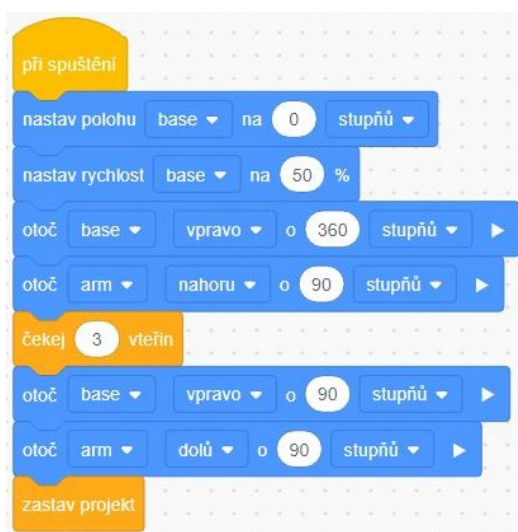 při spuštění
nastav polohu base na 0 stupňů
nastav rychlost base na 50 %
otoč base vpravo o 360 stupňů
otoč arm nahoru o 90 stupňů
čekej 3 vteřin
otoč base vpravo o 90 stupňů
otoč arm dolů o 90 stupňů
zastav projekt